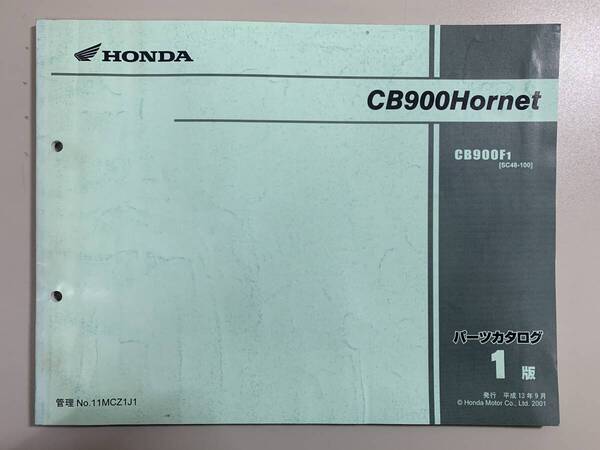 HONDA
CB900Hornet
CB900F1
[SC48-100]
パーツカタログ
1版
発行 平成13年9月
© Honda Motor Co., Ltd. 2001
管理 No.11MCZ1J1